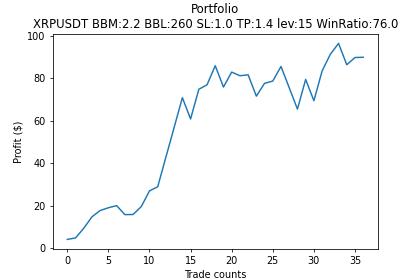 Portfolio
XRPUSDT BBM:2.2 BBL:260 SL:1.0 TP:1.4 lev:15 WinRatio:76.0
100
80
60
40
20
0
Profit ($)
0 5 10 15 20 25 30 35
Trade counts